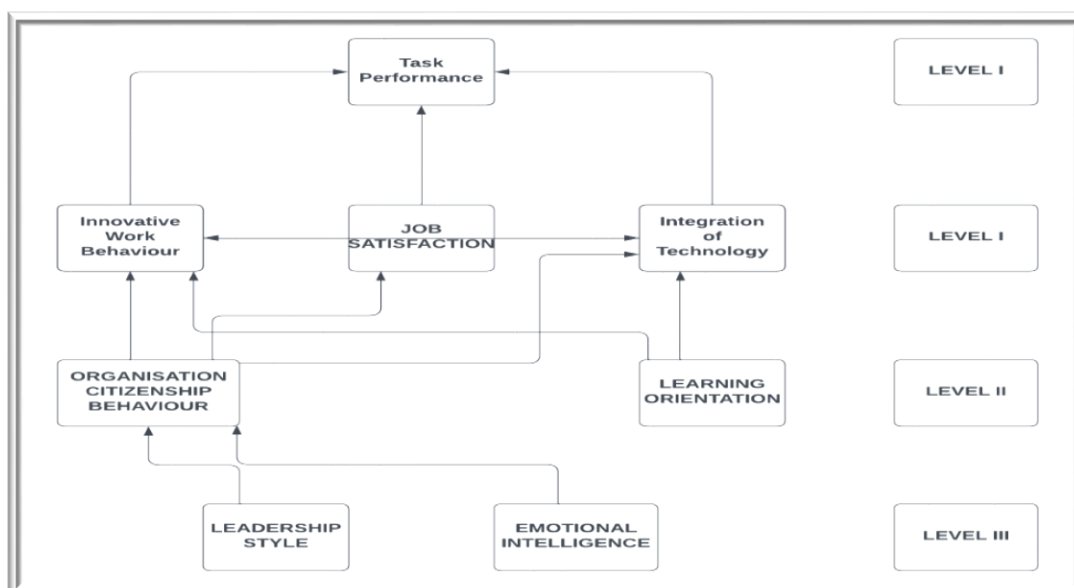 Task
Performance
LEVEL I
Innovative
Work
Behaviour
JOB
SATISFACTION
Integration
of
Technology
LEVEL I
ORGANISATION
CITIZENSHIP
BEHAVIOUR
LEARNING
ORIENTATION
LEVEL II
LEADERSHIP
STYLE
EMOTIONAL
INTELLIGENCE
LEVEL III